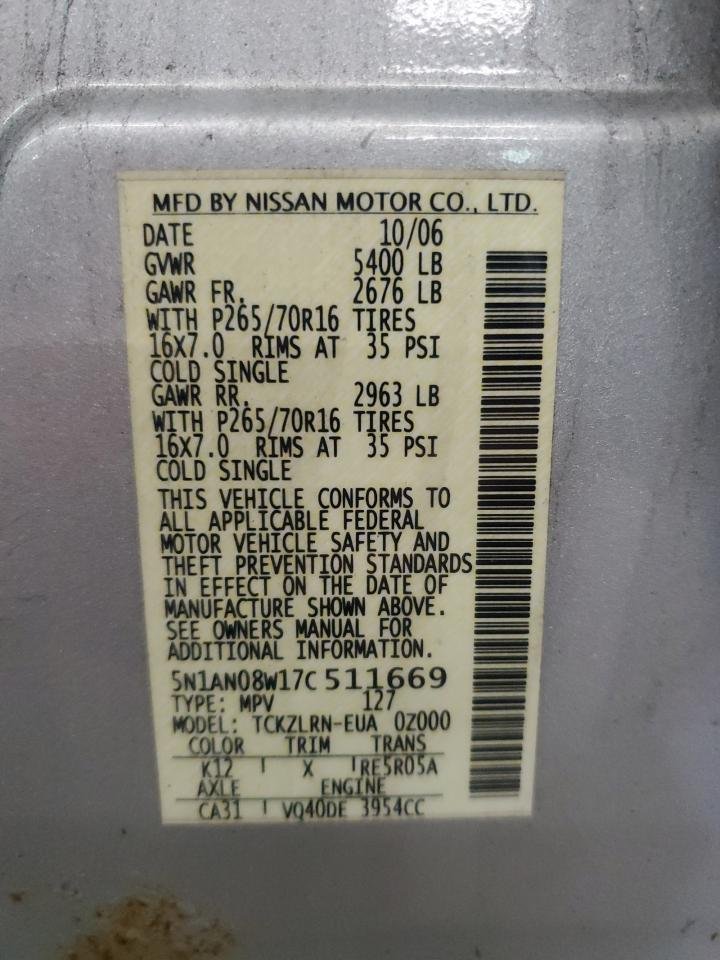 MFD BY NISSAN MOTOR CO., LTD.
DATE 10/06
GVWR 5400 LB
GAWR FR. 2676 LB
WITH P265/70R16 TIRES
16X7.0 RIMS AT 35 PSI
COLD SINGLE
GAWR RR. 2963 LB
WITH P265/70R16 TIRES
16X7.0 RIMS AT 35 PSI
COLD SINGLE
THIS VEHICLE CONFORMS TO
ALL APPLICABLE FEDERAL
MOTOR VEHICLE SAFETY AND
THEFT PREVENTION STANDARDS
IN EFFECT ON THE DATE OF
MANUFACTURE SHOWN ABOVE.
SEE OWNERS MANUAL FOR
ADDITIONAL INFORMATION.
5N1AN08W17C511669
TYPE: MPV 127
MODEL: TCKZLRN-EUA 0Z000
COLOR TRIM TRANS
K12 X RE5R05A
AXLE ENGINE
CA31 VQ40DE 3954CC